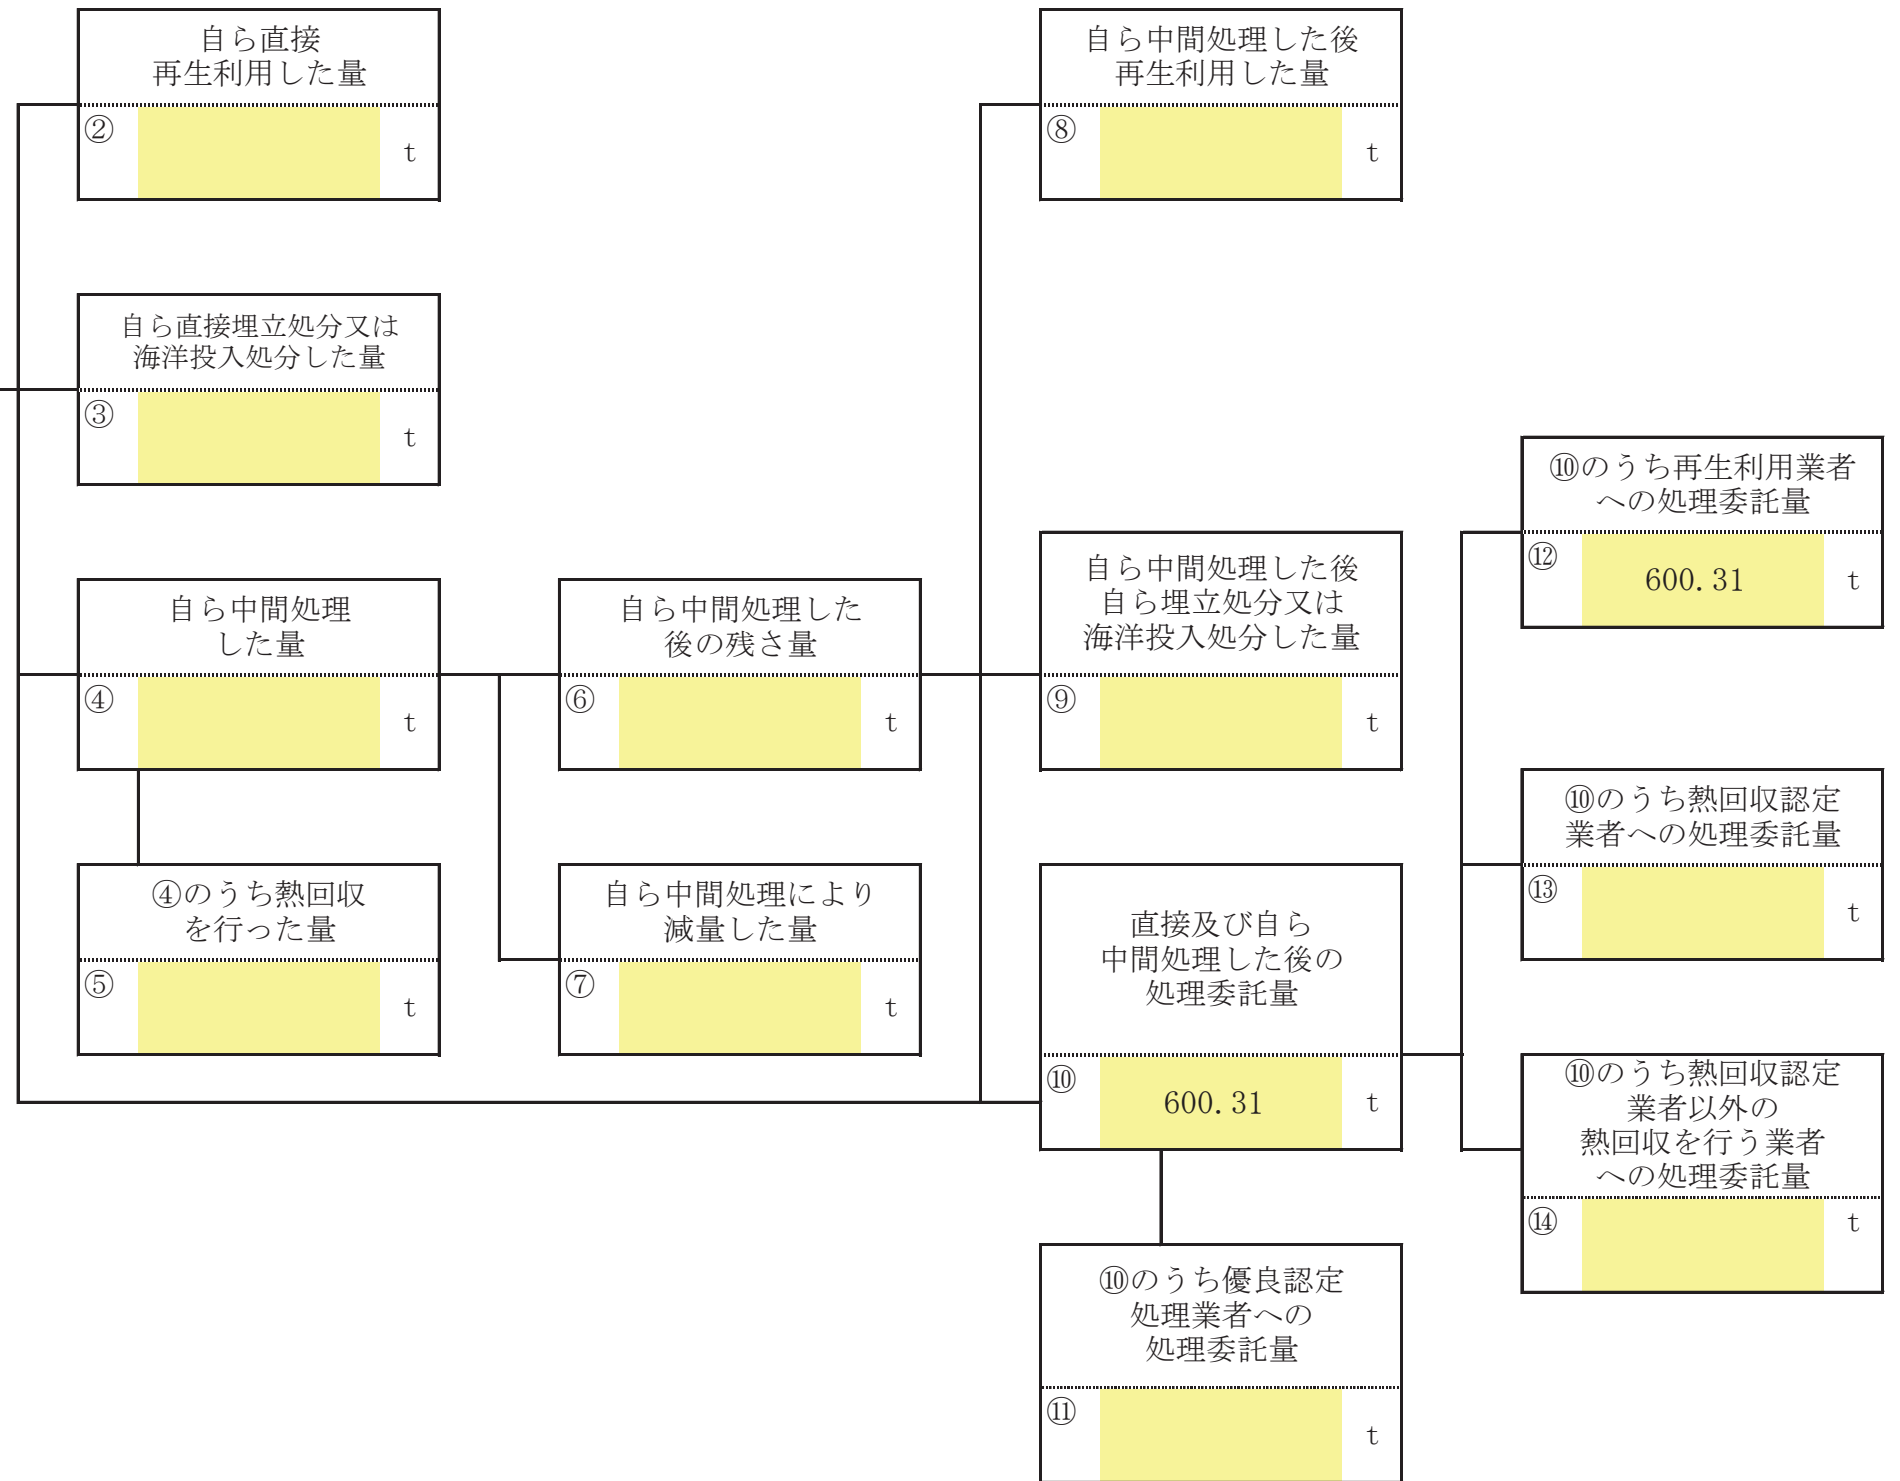 自ら直接
再生利用した量
②
t
自ら中間処理した後
再生利用した量
⑧
t
自ら直接埋立処分又は
海洋投入処分した量
③
t
⑩のうち再生利用業者
への処理委託量
⑫
600.31 t
自ら中間処理
した量
④
t
自ら中間処理した
後の残さ量
⑥
t
自ら中間処理した後
自ら埋立処分又は
海洋投入処分した量
⑨
t
⑩のうち熱回収認定
業者への処理委託量
⑬
t
④のうち熱回収
を行った量
⑤
t
自ら中間処理により
減量した量
⑦
t
直接及び自ら
中間処理した後の
処理委託量
⑩
600.31 t
⑩のうち熱回収認定
業者以外の
熱回収を行う業者
への処理委託量
⑭ t
⑩のうち優良認定
処理業者への
処理委託量
⑪
t